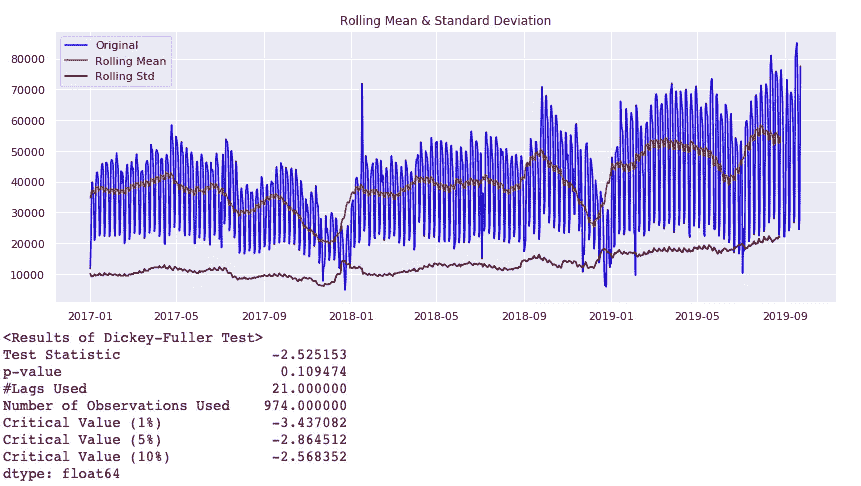 Rolling Mean & Standard Deviation
Original
Rolling Mean
Rolling Std
80000
70000
60000
50000
40000
30000
20000
10000
2017-01 2017-05 2017-09 2018-01 2018-05 2018-09 2019-01 2019-05 2019-09
<Results of Dickey-Fuller Test>
Test Statistic -2.525153
p-value 0.109474
#Lags Used 21.000000
Number of Observations Used 974.000000
Critical Value (1%) -3.437082
Critical Value (5%) -2.864512
Critical Value (10%) -2.568352
dtype: float64